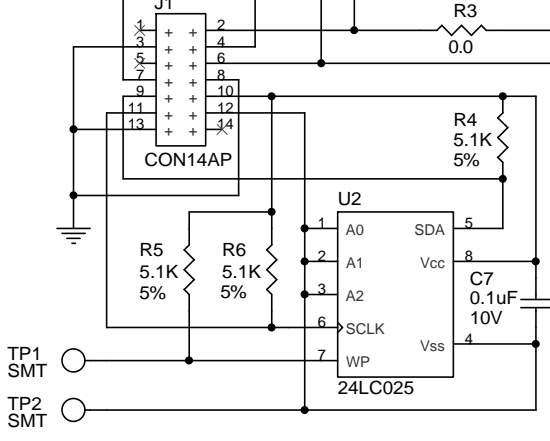 J1
1 2
3 4
5 6
7 8
9 10
11 12
13 14
CON14AP
R3
0.0
R4
5.1K
5%
U2
1 A0 SDA 5
2 A1 Vcc 8
3 A2
6 SCLK
7 WP Vss 4
24LC025
R5
5.1K
5%
R6
5.1K
5%
C7
0.1uF
10V
TP1
SMT
TP2
SMT